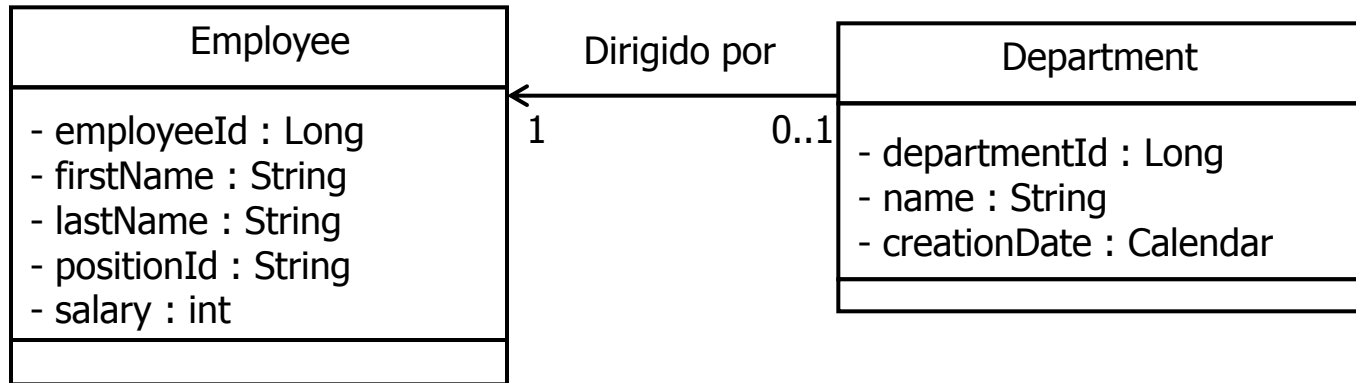 Employee
- employeeId : Long
- firstName : String
- lastName : String
- positionId : String
- salary : int
Dirigido por
1
0..1
Department
- departmentId : Long
- name : String
- creationDate : Calendar